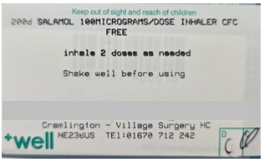 Keep out of sight and reach of children
200d SALAMOL 100MICROGRAMS/DOSE INHALER CFC
FREE
inhale 2 doses as needed
Shake well before using
Cramlington - Village Surgery HC
well NE236US TEL:01670 712 242